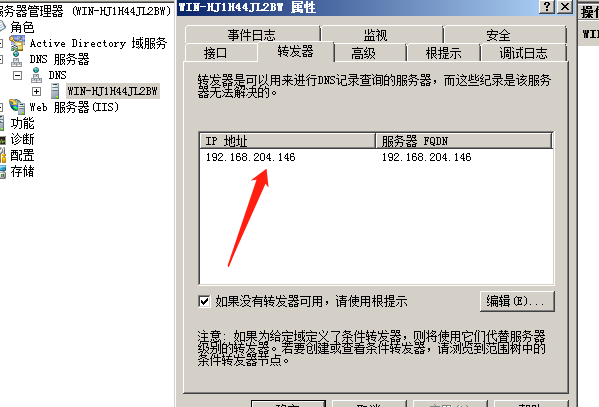 服务器管理器 (WIN-HJ1H44JL2BW)
角色
Active Directory 域服务
DNS 服务器
DNS
WIN-HJ1H44JL2BW
Web 服务器(IIS)
功能
诊断
配置
存储
WIN-HJ1H44JL2BW 属性
事件日志 监视 安全
接口 转发器 高级 根提示 调试日志
转发器是可以用来进行DNS记录查询的服务器，而这些纪录是该服
务器无法解决的。
IP 地址 服务器 FQDN
192.168.204.146 192.168.204.146
如果没有转发器可用，请使用根提示
编辑(E)...
注意: 如果为给定域定义了条件转发器，则将使用它们代替服务器
级别的转发器。若要创建或查看条件转发器，请浏览到范围树中的
条件转发器节点。
操作
WIN